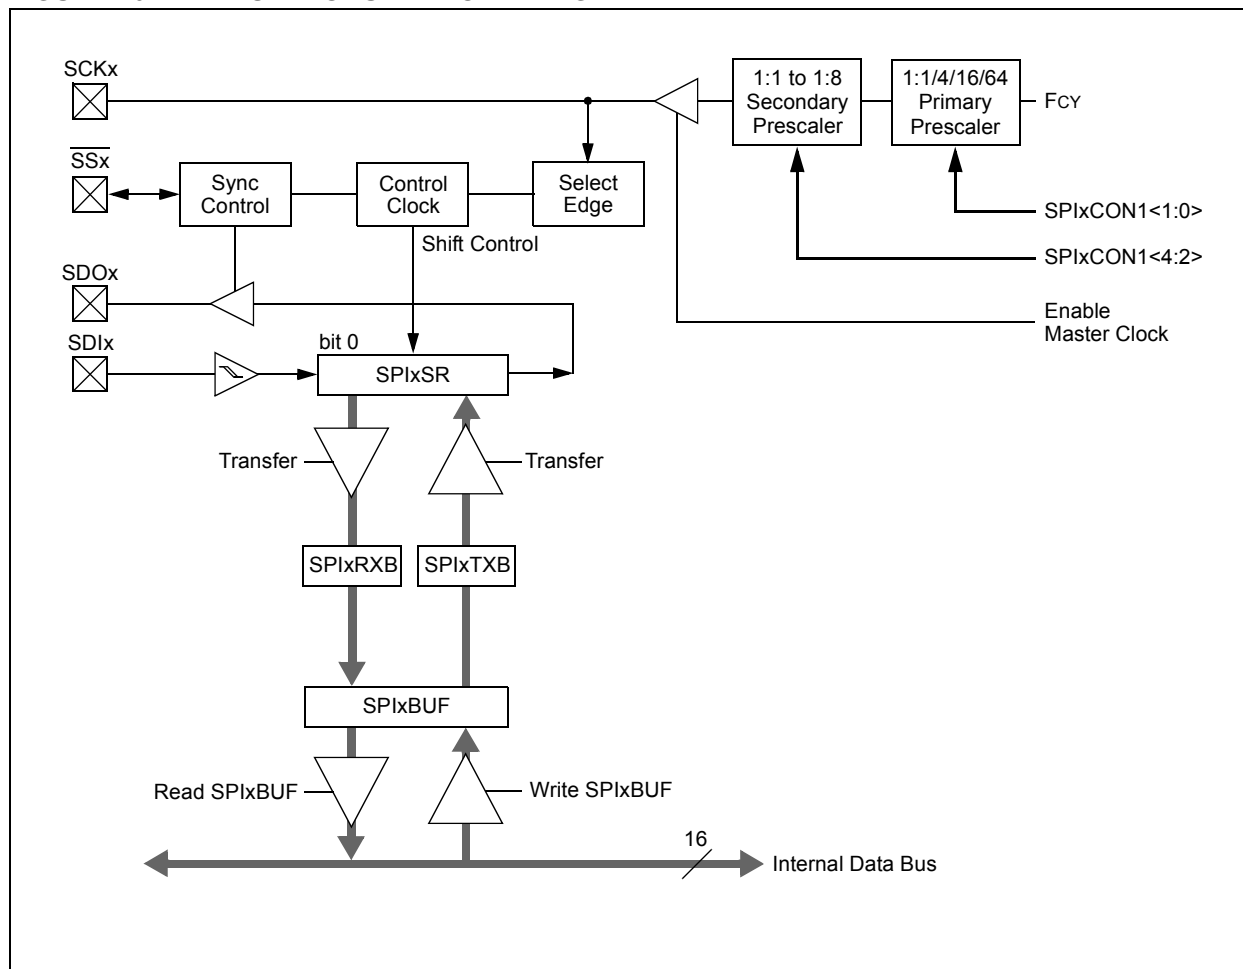 SCKx
1:1 to 1:8
Secondary
Prescaler
1:1/4/16/64
Primary
Prescaler
FCY
SSx
Sync
Control
Control
Clock
Select
Edge
SPIxCON1<1:0>
Shift Control
SPIxCON1<4:2>
SDOx
Enable
Master Clock
SDIx
bit 0
SPIxSR
Transfer
Transfer
SPIxRXB
SPIxTXB
SPIxBUF
Read SPIxBUF
Write SPIxBUF
16
Internal Data Bus